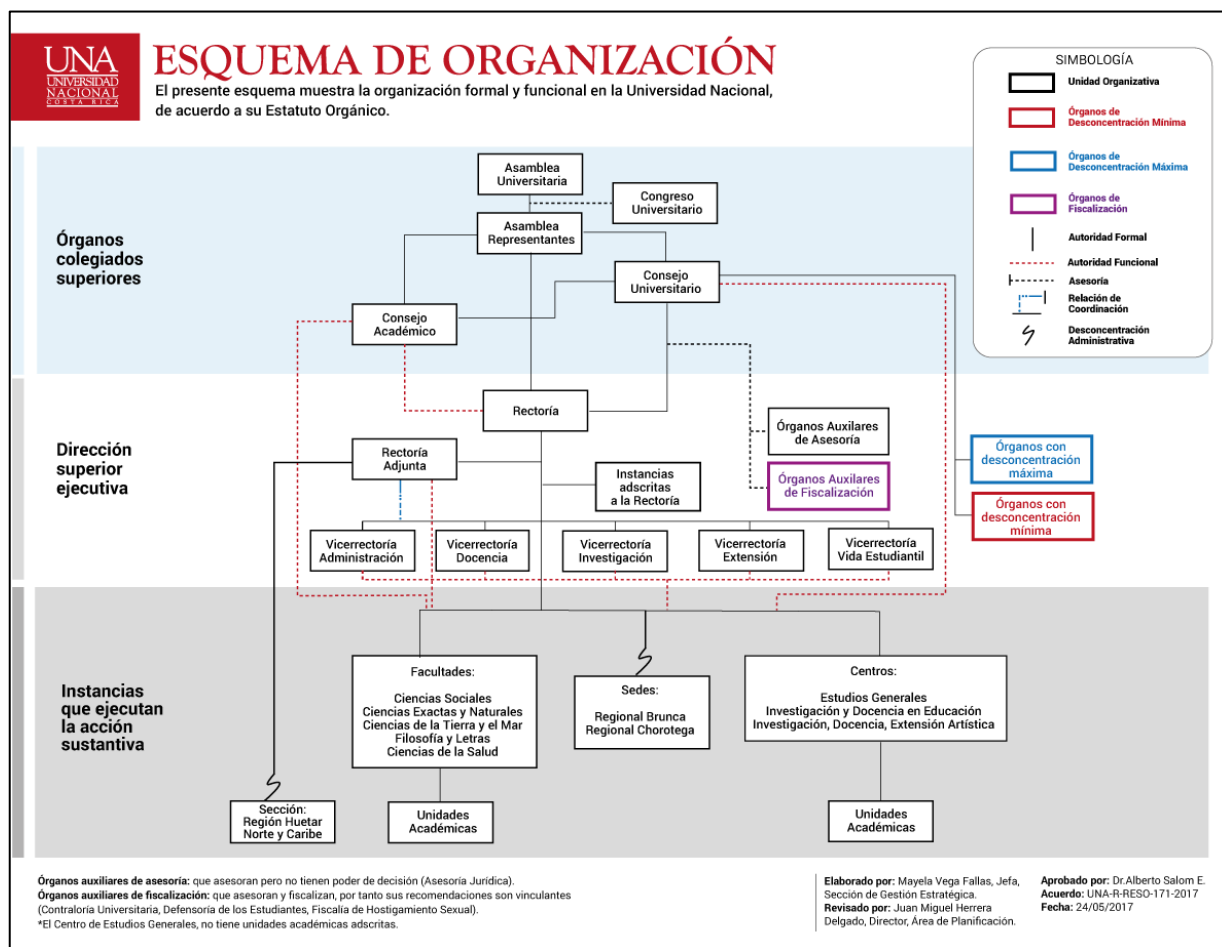 UNA
UNIVERSIDAD
NACIONAL
COSTA RICA
ESQUEMA DE ORGANIZACIÓN
El presente esquema muestra la organización formal y funcional en la Universidad Nacional,
de acuerdo a su Estatuto Orgánico.
SIMBOLOGÍA
Unidad Organizativa
Órganos de
Desconcentración Mínima
Órganos de
Desconcentración Máxima
Órganos de
Fiscalización
Autoridad Formal
Autoridad Funcional
Asesoría
Relación de
Coordinación
Desconcentración
Administrativa
Órganos
colegiados
superiores
Asamblea
Universitaria
Congreso
Universitario
Asamblea
Representantes
Consejo
Universitario
Consejo
Académico
Dirección
superior
ejecutiva
Rectoría
Órganos Auxilares
de Asesoría
Rectoría
Adjunta
Instancias
adscritas
a la Rectoría
Órganos Auxilares
de Fiscalización
Órganos con
desconcentración
máxima
Órganos con
desconcentración
mínima
Vicerrectoría
Administración
Vicerrectoría
Docencia
Vicerrectoría
Investigación
Vicerrectoría
Extensión
Vicerrectoría
Vida Estudiantil
Instancias
que ejecutan
la acción
sustantiva
Facultades:
Ciencias Sociales
Ciencias Exactas y Naturales
Ciencias de la Tierra y el Mar
Filosofía y Letras
Ciencias de la Salud
Sedes:
Regional Brunca
Regional Chorotega
Centros:
Estudios Generales
Investigación y Docencia en Educación
Investigación, Docencia, Extensión Artística
Sección:
Región Huetar
Norte y Caribe
Unidades
Académicas
Unidades
Académicas
Órganos auxiliares de asesoría: que asesoran pero no tienen poder de decisión (Asesoría Jurídica).
Órganos auxiliares de fiscalización: que asesoran y fiscalizan, por tanto sus recomendaciones son vinculantes
(Contraloría Universitaria, Defensoría de los Estudiantes, Fiscalía de Hostigamiento Sexual).
*El Centro de Estudios Generales, no tiene unidades académicas adscritas.
Elaborado por: Mayela Vega Fallas, Jefa,
Sección de Gestión Estratégica.
Revisado por: Juan Miguel Herrera
Delgado, Director, Área de Planificación.
Aprobado por: Dr.Alberto Salom E.
Acuerdo: UNA-R-RESO-171-2017
Fecha: 24/05/2017